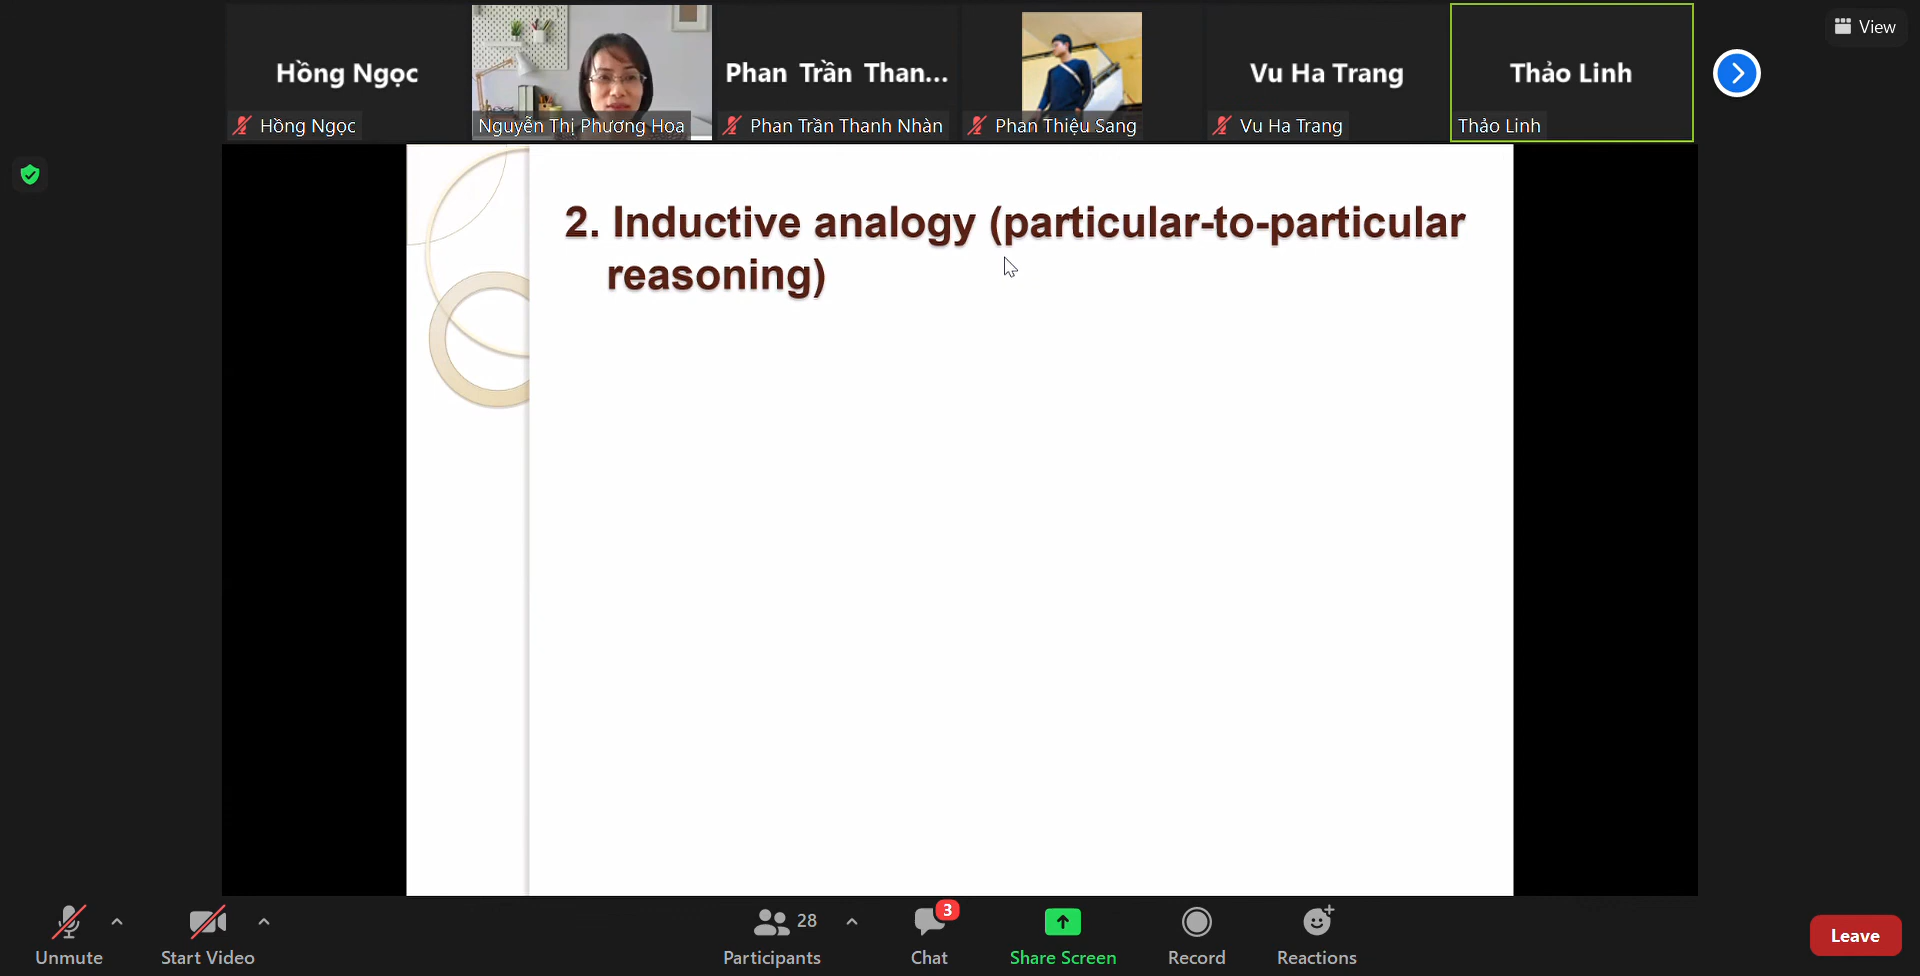 Hồng Ngọc
Hồng Ngọc
Nguyễn Thị Phương Hoa
Phan Trần Than...
Phan Trần Thanh Nhàn
Phan Thiệu Sang
Vu Ha Trang
Vu Ha Trang
Thảo Linh
Thảo Linh
View
2. Inductive analogy (particular-to-particular
reasoning)
Unmute
Start Video
28
Participants
3
Chat
Share Screen
Record
Reactions
Leave